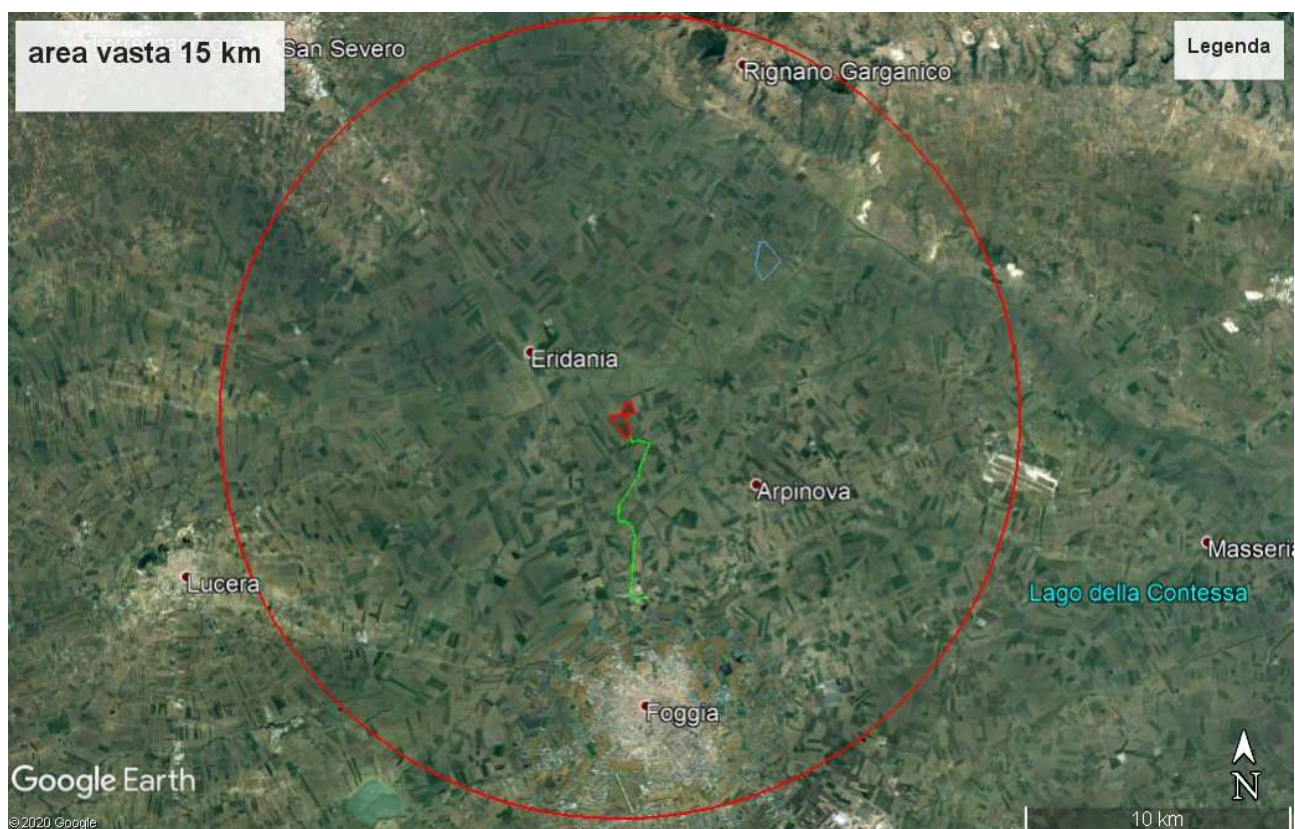 area vasta 15 km
San Severo
Legenda
Rignano Garganico
Eridania
Arpinova
Masseria
Lucera
Lago della Contessa
Foggia
Google Earth
N
©2020 Google
10 km